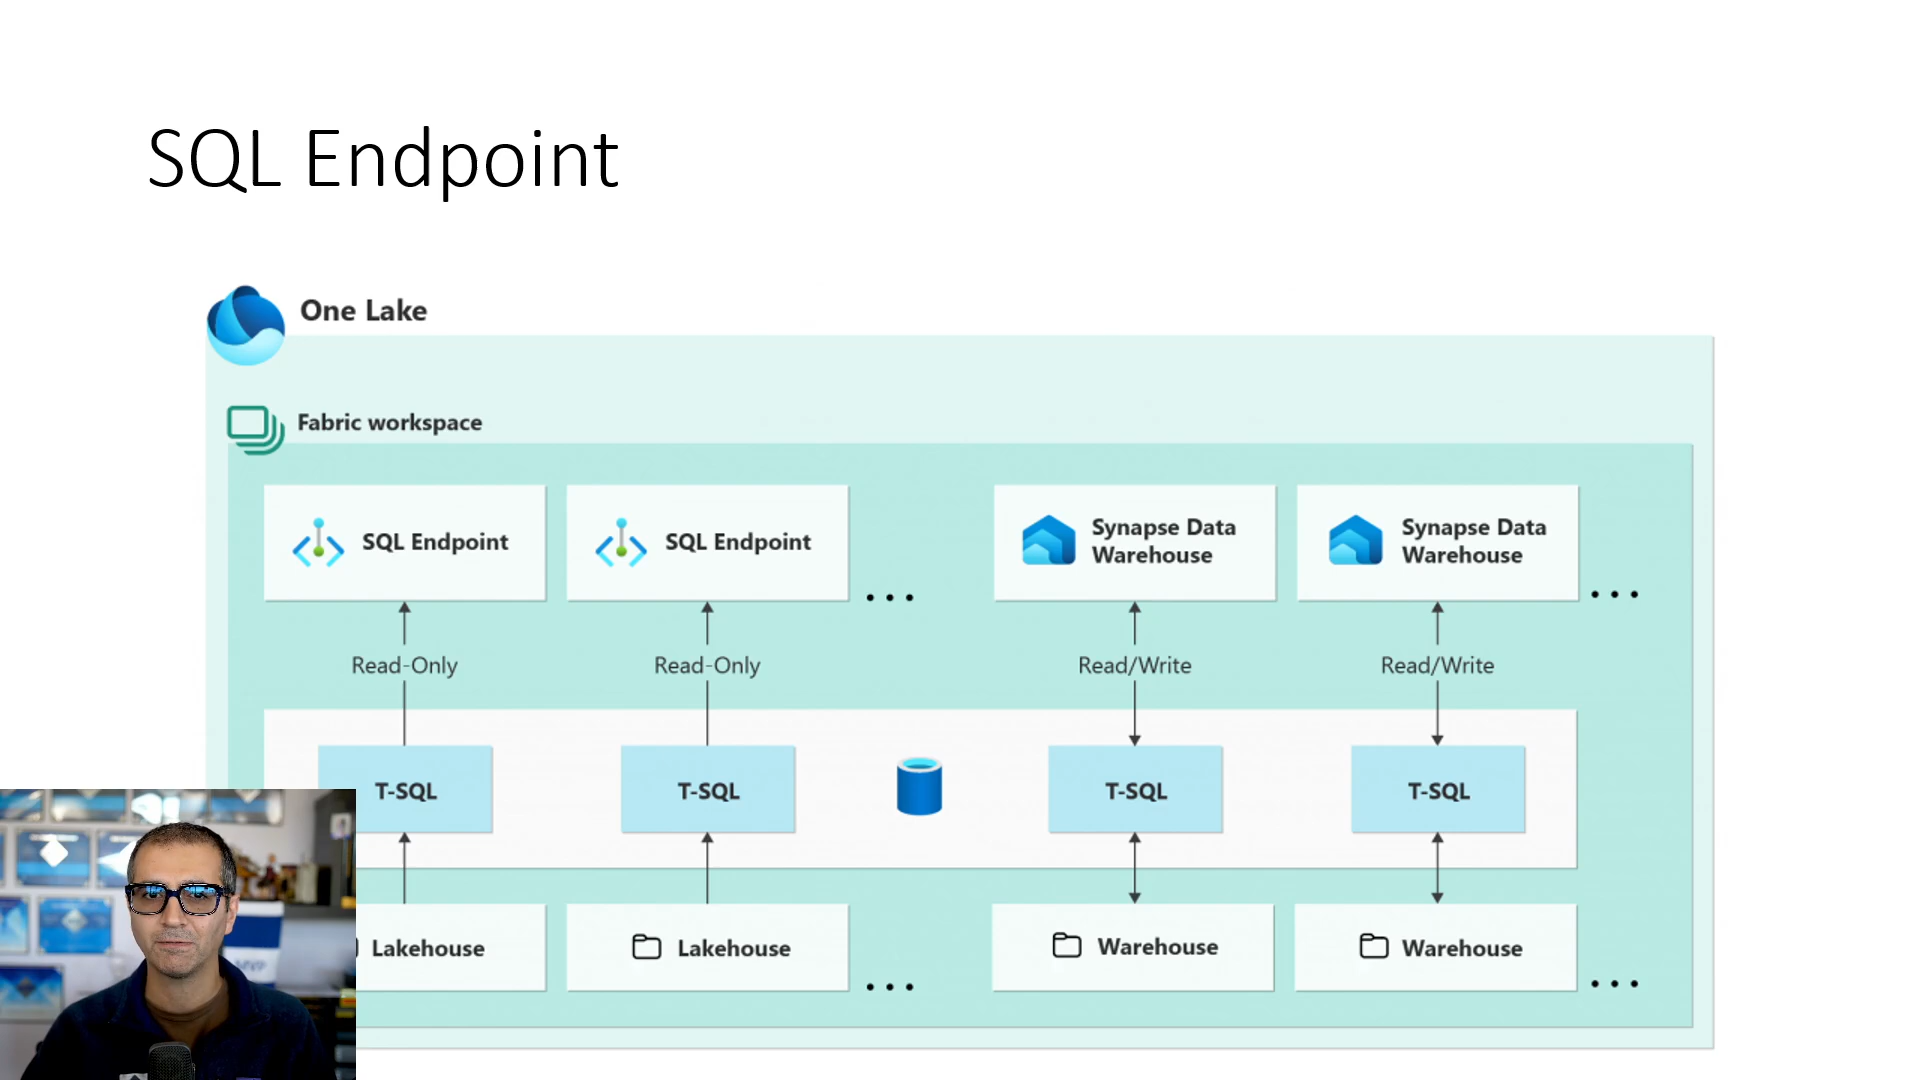 SQL Endpoint
One Lake
Fabric workspace
SQL Endpoint
SQL Endpoint
Synapse Data
Warehouse
Synapse Data
Warehouse
Read-Only
Read-Only
Read/Write
Read/Write
T-SQL
T-SQL
T-SQL
T-SQL
Lakehouse
Lakehouse
Warehouse
Warehouse
MVP